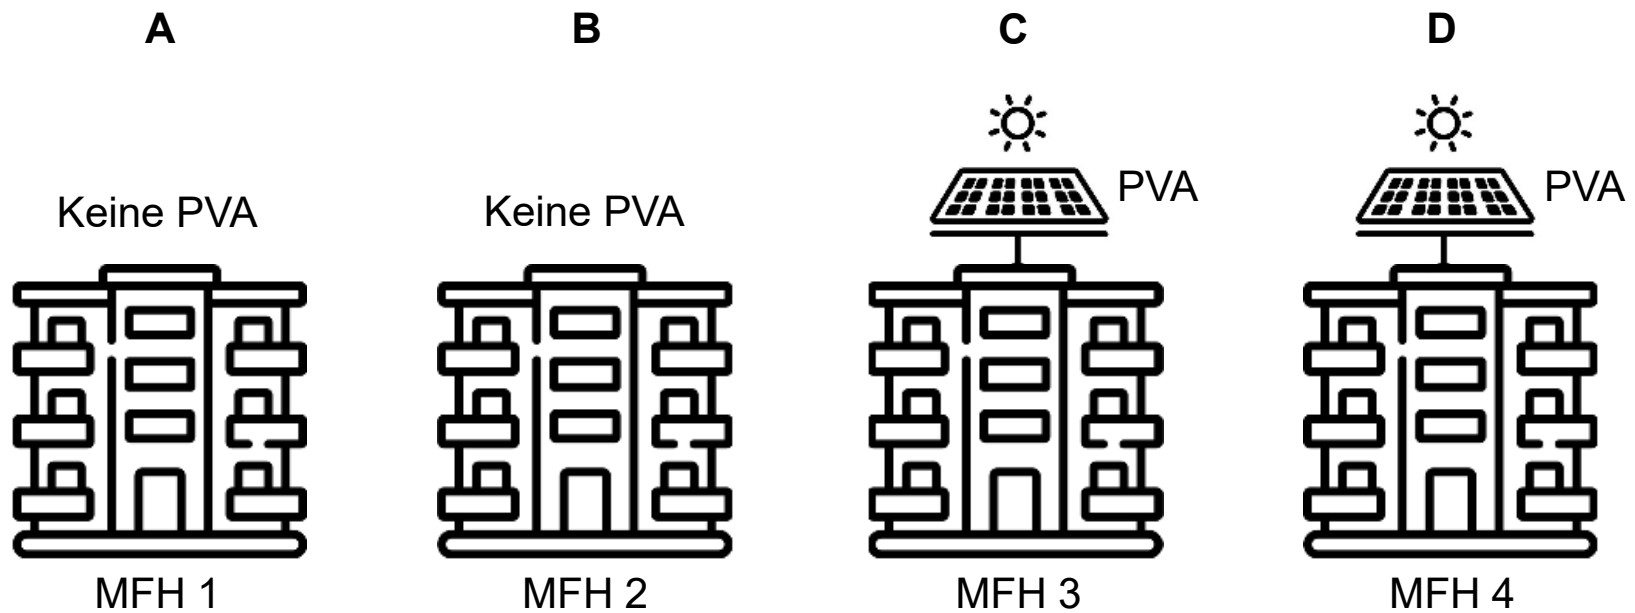 A B C D
Keine PVA Keine PVA PVA PVA
MFH 1 MFH 2 MFH 3 MFH 4